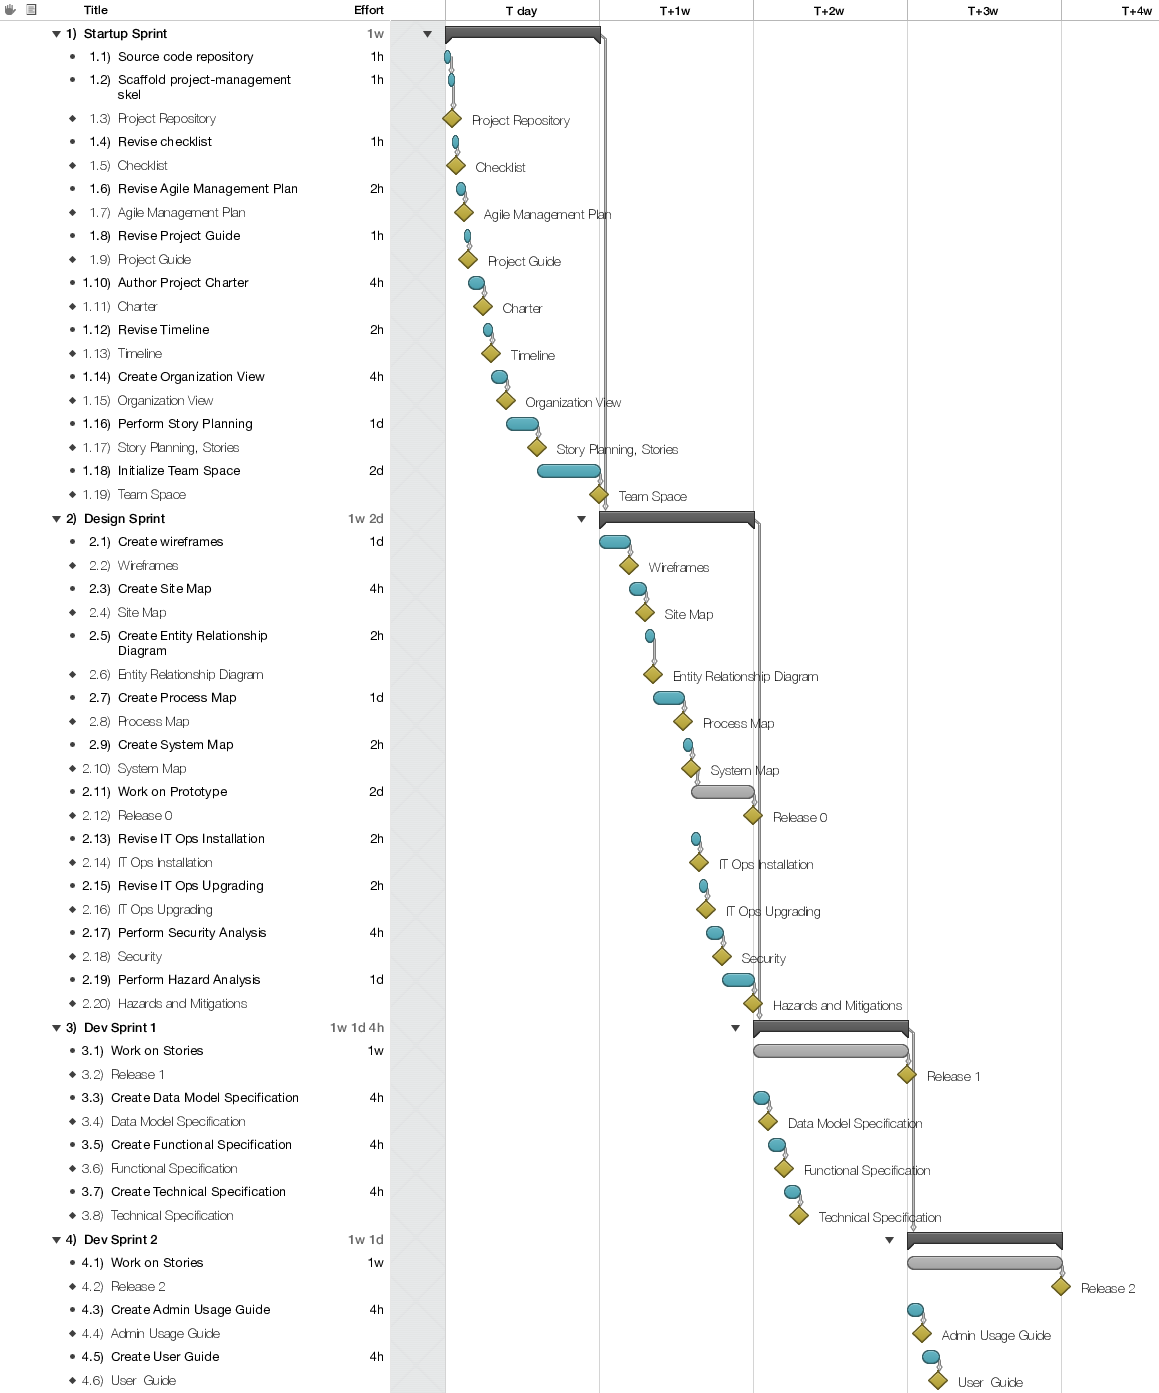 Title Effort T day T+1w T+2w T+3w T+4w
1) Startup Sprint 1w
1.1) Source code repository 1h
1.2) Scaffold project-management 1h
skel
1.3) Project Repository Project Repository
1.4) Revise checklist 1h
1.5) Checklist Checklist
1.6) Revise Agile Management Plan 2h
1.7) Agile Management Plan Agile Management Plan
1.8) Revise Project Guide 1h
1.9) Project Guide Project Guide
1.10) Author Project Charter 4h
1.11) Charter Charter
1.12) Revise Timeline 2h
1.13) Timeline Timeline
1.14) Create Organization View 4h
1.15) Organization View Organization View
1.16) Perform Story Planning 1d
1.17) Story Planning, Stories Story Planning, Stories
1.18) Initialize Team Space 2d
1.19) Team Space Team Space
2) Design Sprint 1w 2d
2.1) Create wireframes 1d
2.2) Wireframes Wireframes
2.3) Create Site Map 4h
2.4) Site Map Site Map
2.5) Create Entity Relationship 2h
Diagram
2.6) Entity Relationship Diagram Entity Relationship Diagram
2.7) Create Process Map 1d
2.8) Process Map Process Map
2.9) Create System Map 2h
2.10) System Map System Map
2.11) Work on Prototype 2d
2.12) Release 0 Release 0
2.13) Revise IT Ops Installation 2h
2.14) IT Ops Installation IT Ops Installation
2.15) Revise IT Ops Upgrading 2h
2.16) IT Ops Upgrading IT Ops Upgrading
2.17) Perform Security Analysis 4h
2.18) Security Security
2.19) Perform Hazard Analysis 1d
2.20) Hazards and Mitigations Hazards and Mitigations
3) Dev Sprint 1 1w 1d 4h
3.1) Work on Stories 1w
3.2) Release 1 Release 1
3.3) Create Data Model Specification 4h
3.4) Data Model Specification Data Model Specification
3.5) Create Functional Specification 4h
3.6) Functional Specification Functional Specification
3.7) Create Technical Specification 4h
3.8) Technical Specification Technical Specification
4) Dev Sprint 2 1w 1d
4.1) Work on Stories 1w
4.2) Release 2 Release 2
4.3) Create Admin Usage Guide 4h
4.4) Admin Usage Guide Admin Usage Guide
4.5) Create User Guide 4h
4.6) User Guide User Guide